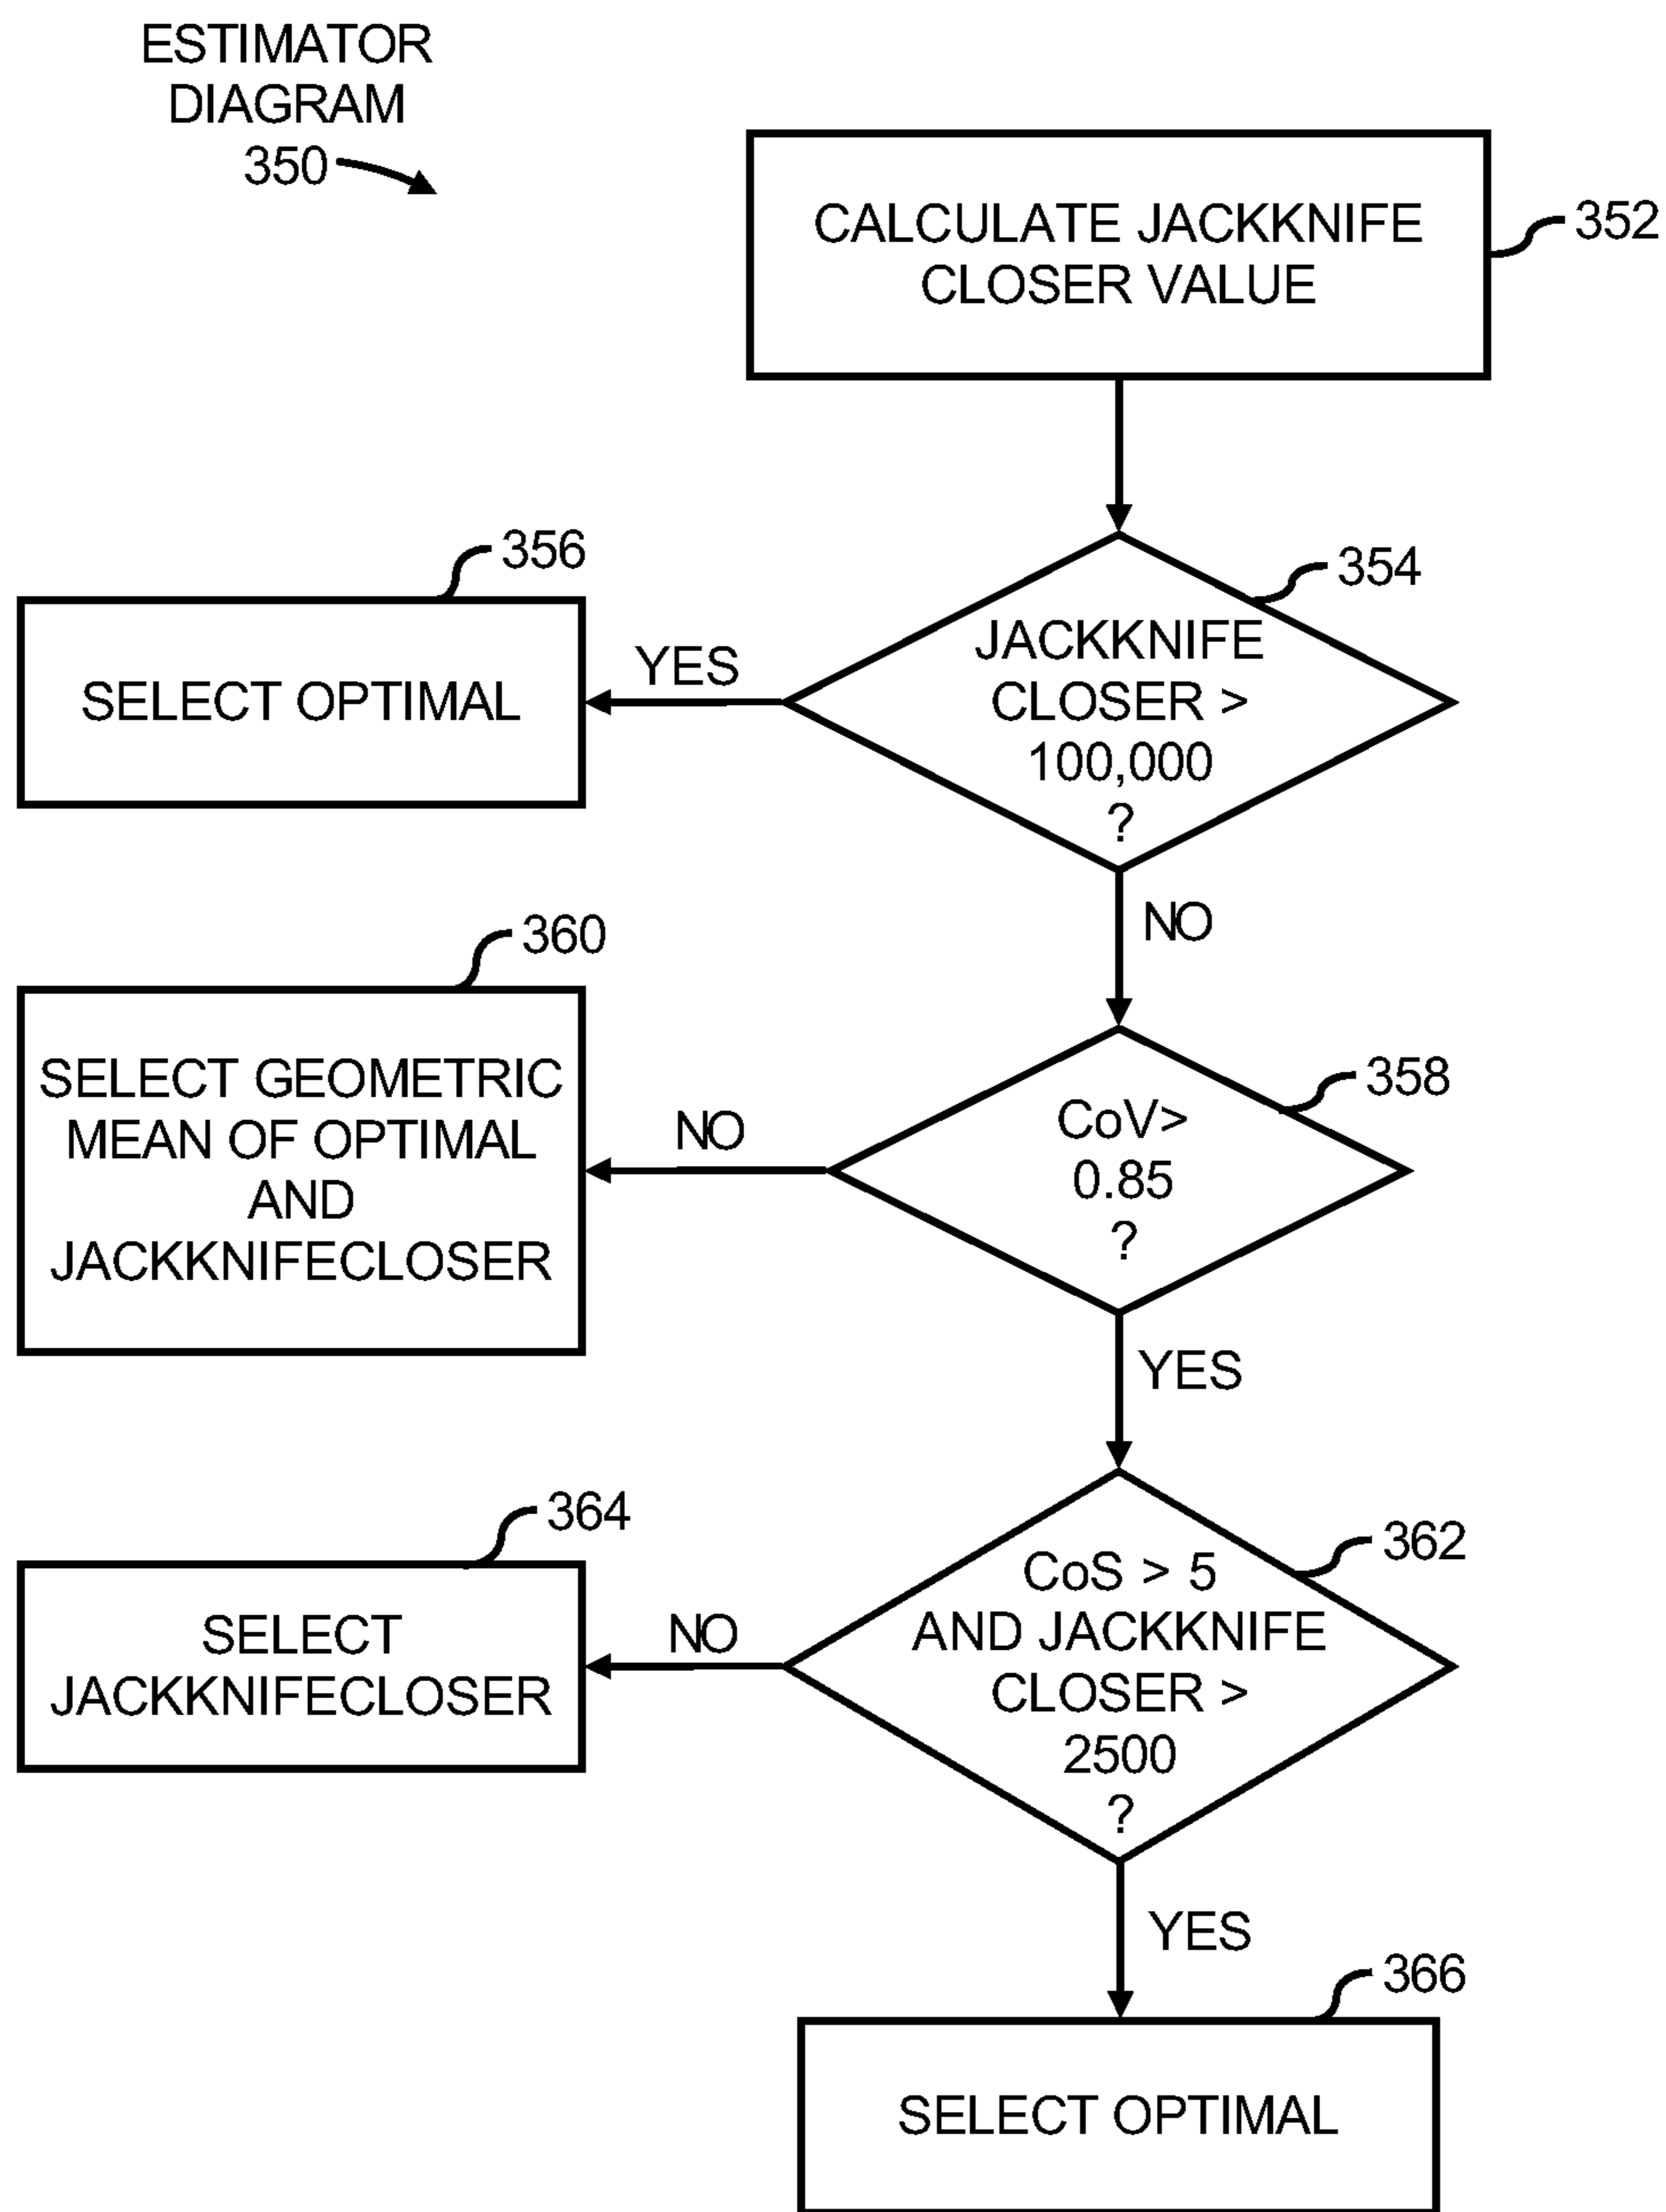 ESTIMATOR
DIAGRAM
350
CALCULATE JACKKNIFE
CLOSER VALUE
352
354
JACKKNIFE
CLOSER >
100,000
?
YES
356
SELECT OPTIMAL
NO
358
CoV>
0.85
?
NO
360
SELECT GEOMETRIC
MEAN OF OPTIMAL
AND
JACKKNIFECLOSER
YES
362
CoS > 5
AND JACKKNIFE
CLOSER >
2500
?
NO
364
SELECT
JACKKNIFECLOSER
YES
366
SELECT OPTIMAL